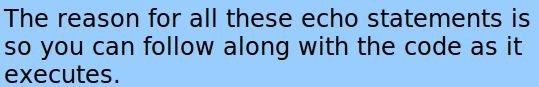 The reason for all these echo statements is
so you can follow along with the code as it
executes.